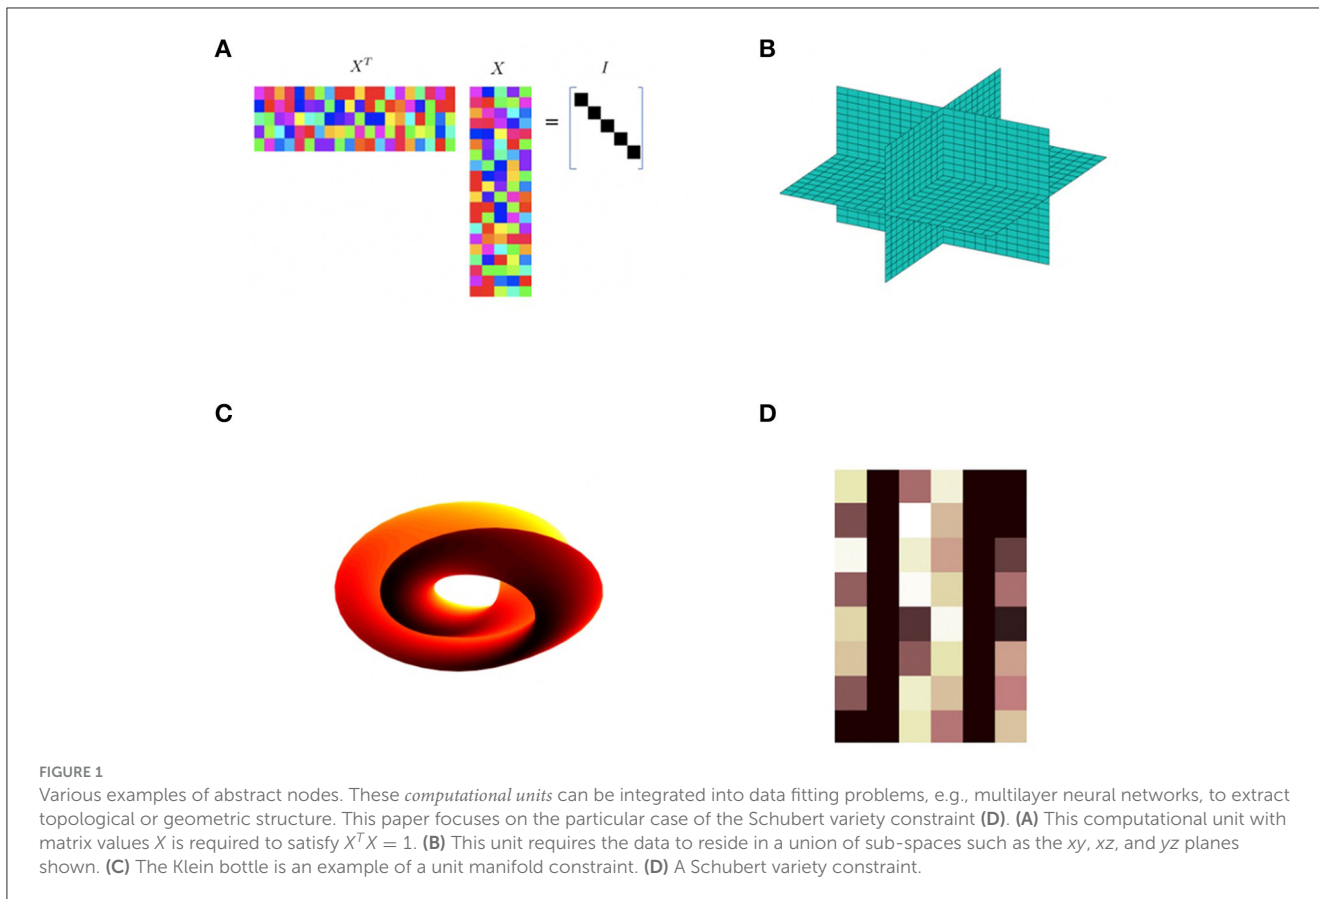 A
X^T
X
I
=
B
C
D
FIGURE 1
Various examples of abstract nodes. These computational units can be integrated into data fitting problems, e.g., multilayer neural networks, to extract
topological or geometric structure. This paper focuses on the particular case of the Schubert variety constraint (D). (A) This computational unit with
matrix values X is required to satisfy X^T X = 1. (B) This unit requires the data to reside in a union of sub-spaces such as the xy, xz, and yz planes
shown. (C) The Klein bottle is an example of a unit manifold constraint. (D) A Schubert variety constraint.